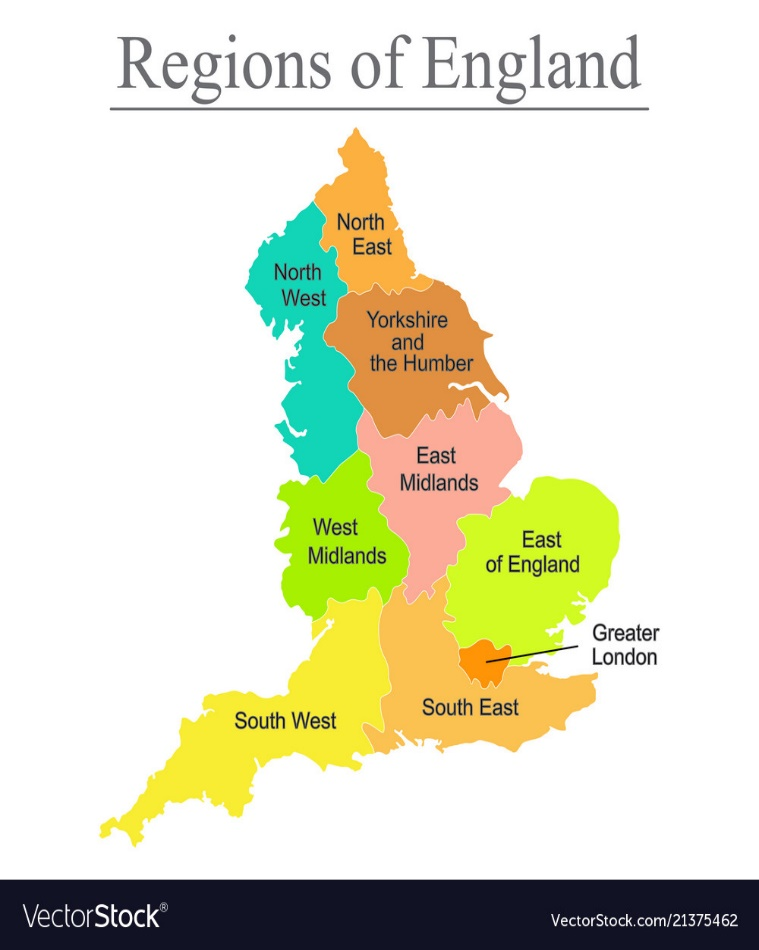 Regions of England
North
East
North
West
Yorkshire
and
the Humber
East
Midlands
West
Midlands
East
of England
Greater
London
South East
South West
VectorStock®
VectorStock.com/21375462